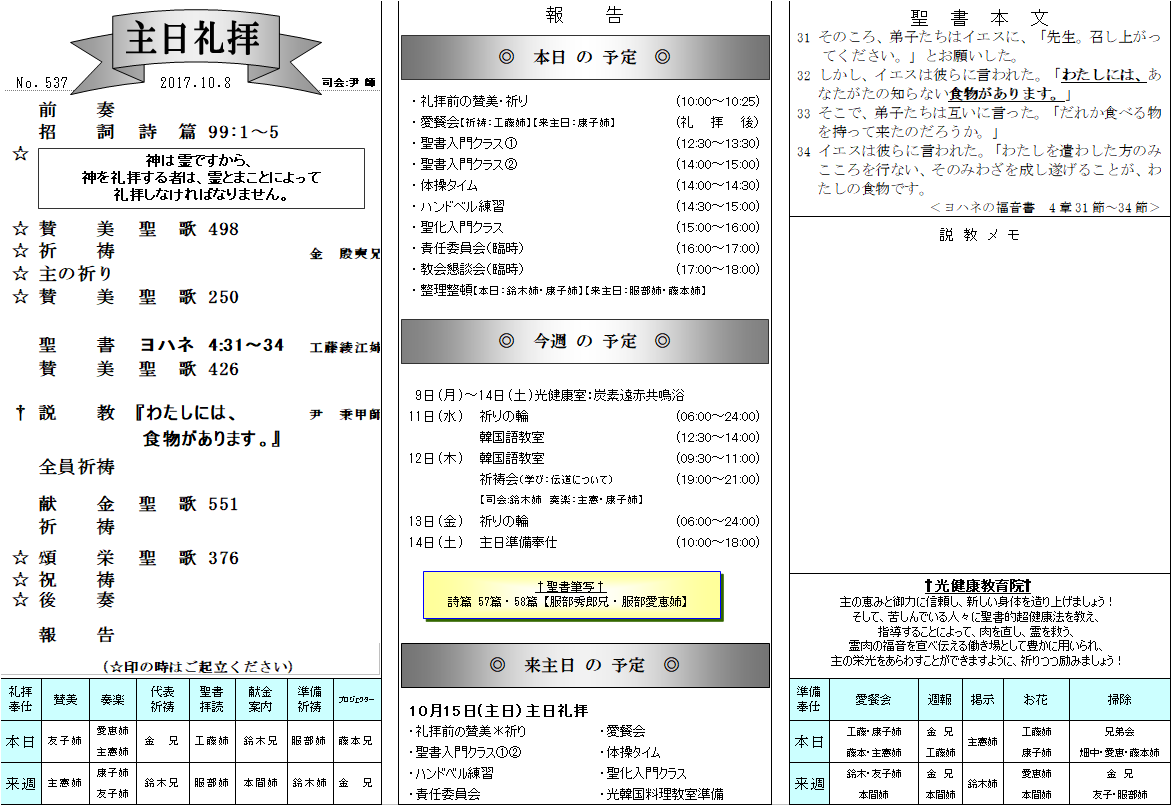 主日礼拝
No. 537
2017.10.8
司会:尹 師
前 奏
招 詞 詩 篇 99:1～5
☆
神は霊ですから、
神を礼拝する者は、霊とまことによって
礼拝しなければなりません。
☆ 賛 美 聖 歌 498
☆ 祈 祷 金 殷奭兄
☆ 主の祈り
☆ 賛 美 聖 歌 250
聖 書 ヨハネ 4:31～34 工藤綾江姉
賛 美 聖 歌 426
† 説 教 『わたしには、 尹 秉甲師
食物があります。』
全員祈祷
献 金 聖 歌 551
祈 祷
☆ 頌 栄 聖 歌 376
☆ 祝 祷
☆ 後 奏
報 告
(☆印の時はご起立ください)
礼拝奉仕 賛美 奏楽 代表祈祷 聖書拝読 献金案内 準備祈祷 プロジェクター
本日 友子姉 愛恵姉 主憲姉 金 兄 工藤姉 鈴木兄 服部姉 藤本兄
来週 主憲姉 康子姉 友子姉 鈴木兄 服部姉 本間姉 鈴木姉 金 兄
報 告
◎ 本日 の 予定 ◎
・礼拝前の賛美・祈り (10:00～10:25)
・愛餐会【祈祷:工藤姉】【来主日:康子姉】 (礼 拝 後)
・聖書入門クラス① (12:30～13:30)
・聖書入門クラス② (14:00～15:00)
・体操タイム (14:00～14:30)
・ハンドベル練習 (14:30～15:00)
・聖化入門クラス (15:00～16:00)
・責任委員会(臨時) (16:00～17:00)
・教会懇談会(臨時) (17:00～18:00)
・整理整頓【本日:鈴木姉・康子姉】【来主日:服部姉・藤本姉】
◎ 今週 の 予定 ◎
9日(月)～14日(土)光健康室:炭素遠赤共鳴浴
11日(水) 祈りの輪 (06:00～24:00)
韓国語教室 (12:30～14:00)
12日(木) 韓国語教室 (09:30～11:00)
祈祷会(学び:伝道について) (19:00～21:00)
【司会:鈴木姉 奏楽:主憲・康子姉】
13日(金) 祈りの輪 (06:00～24:00)
14日(土) 主日準備奉仕 (10:00～18:00)
†聖書筆写†
詩篇 57篇・58篇【服部秀郎兄・服部愛恵姉】
◎ 来主日 の 予定 ◎
10月15日(主日) 主日礼拝
・礼拝前の賛美＊祈り ・愛餐会
・聖書入門クラス①② ・体操タイム
・ハンドベル練習 ・聖化入門クラス
・責任委員会 ・光韓国料理教室準備
聖 書 本 文
31 そのころ、弟子たちはイエスに、「先生。召し上がっ
てください。」とお願いした。
32 しかし、イエスは彼らに言われた。「わたしには、あ
なたがたの知らない食物があります。」
33 そこで、弟子たちは互いに言った。「だれか食べる物
を持って来たのだろうか。」
34 イエスは彼らに言われた。「わたしを遣わした方のみ
こころを行ない、そのみわざを成し遂げることが、わ
たしの食物です。
＜ヨハネの福音書 4章31節～34節＞
説 教 メ モ
†光健康教育院†
主の恵みと御力に信頼し、新しい身体を造り上げましょう！
そして、苦しんでいる人々に聖書的超健康法を教え、
指導することによって、肉を直し、霊を救う、
霊肉の福音を宣べ伝える働き場として豊かに用いられ、
主の栄光をあらわすことができますように、祈りつつ励みましょう！
準備奉仕 愛餐会 週報 掲示 お花 掃除
本日 工藤・康子姉 藤本・主憲姉 金 兄 工藤姉 主憲姉 工藤姉 康子姉 兄弟会 畑中・愛恵・藤本姉
来週 鈴木・友子姉 本間姉 金 兄 本間姉 鈴木姉 愛恵姉 本間姉 金 兄 友子・服部姉